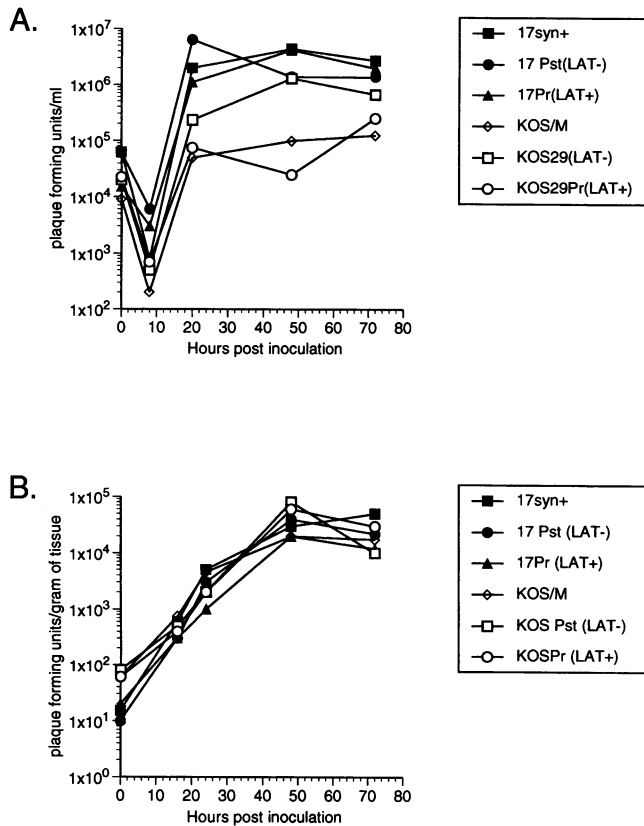 A.
plaque forming units/ml
1x10^7
1x10^6
1x10^5
1x10^4
1x10^3
1x10^2
0 10 20 30 40 50 60 70 80
Hours post inoculation
17syn+
17 Pst(LAT-)
17Pr(LAT+)
KOS/M
KOS29(LAT-)
KOS29Pr(LAT+)
B.
plaque forming units/gram of tissue
1x10^5
1x10^4
1x10^3
1x10^2
1x10^1
1x10^0
0 10 20 30 40 50 60 70 80
Hours post inoculation
17syn+
17 Pst (LAT-)
17Pr (LAT+)
KOS/M
KOS Pst (LAT-)
KOSPr (LAT+)